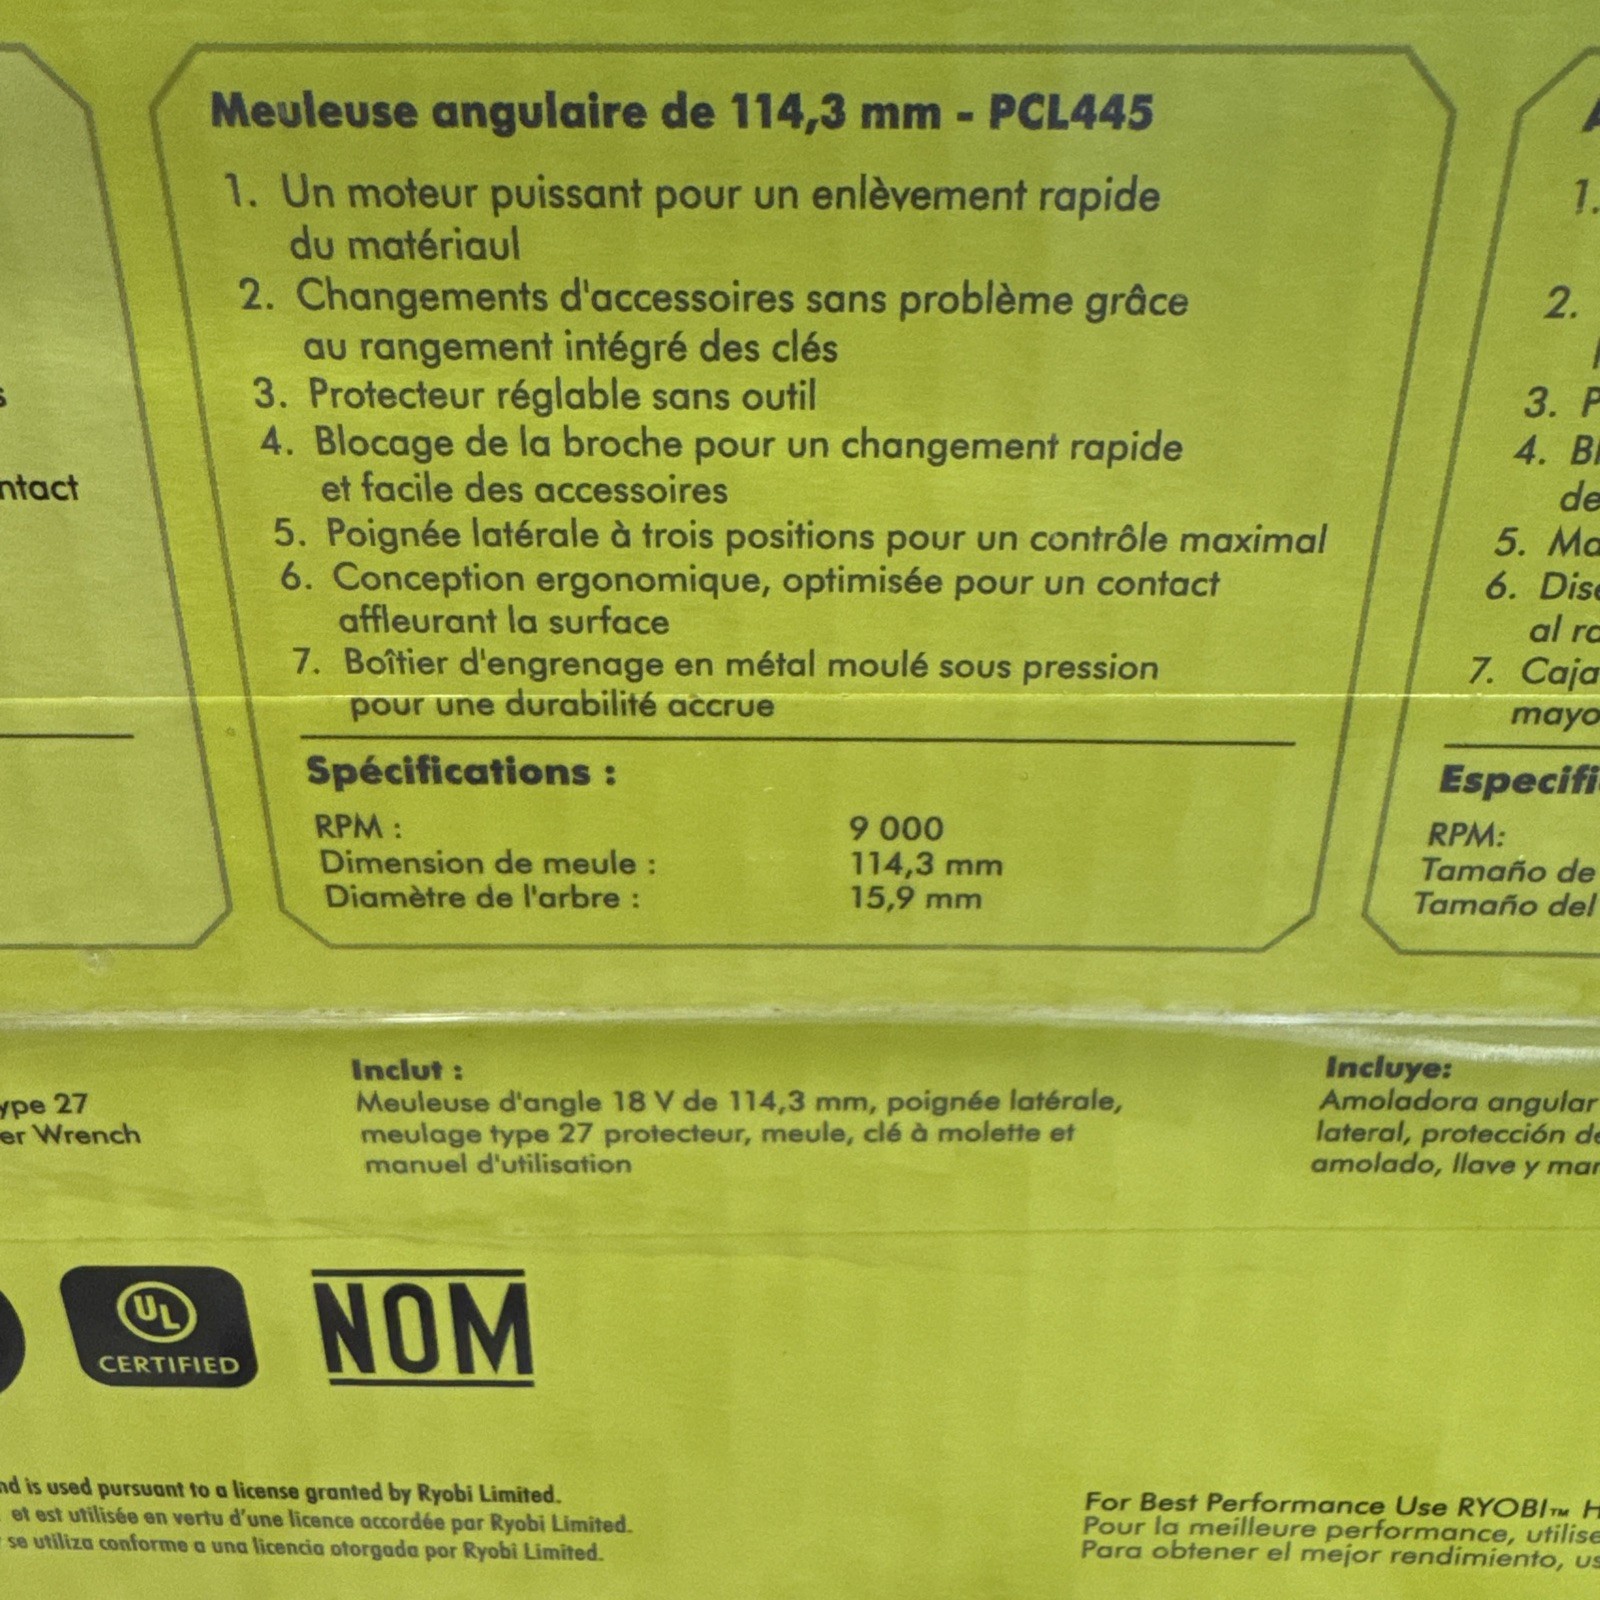 ntact
Meuleuse angulaire de 114,3 mm - PCL445
1. Un moteur puissant pour un enlèvement rapide
du matériaul
2. Changements d'accessoires sans problème grâce
au rangement intégré des clés
3. Protecteur réglable sans outil
4. Blocage de la broche pour un changement rapide
et facile des accessoires
5. Poignée latérale à trois positions pour un contrôle maximal
6. Conception ergonomique, optimisée pour un contact
affleurant la surface
7. Boîtier d'engrenage en métal moulé sous pression
pour une durabilité accrue
Spécifications :
RPM : 9 000
Dimension de meule : 114,3 mm
Diamètre de l'arbre : 15,9 mm
1.
2.
3. P
4. Bl
de
5. Ma
6. Dis
al ra
7. Caja
mayo
Especifi
RPM:
Tamaño de
Tamaño del
ype 27
er Wrench
Inclut :
Meuleuse d'angle 18 V de 114,3 mm, poignée latérale,
meulage type 27 protecteur, meule, clé à molette et
manuel d'utilisation
Incluye:
Amoladora angular
lateral, protección de
amolado, llave y man
UL
CERTIFIED
NOM
nd is used pursuant to a license granted by Ryobi Limited.
et est utilisée en vertu d'une licence accordée par Ryobi Limited.
se utiliza conforme a una licencia otorgada por Ryobi Limited.
For Best Performance Use RYOBI™ H
Pour la meilleure performance, utilise
Para obtener el mejor rendimiento, us